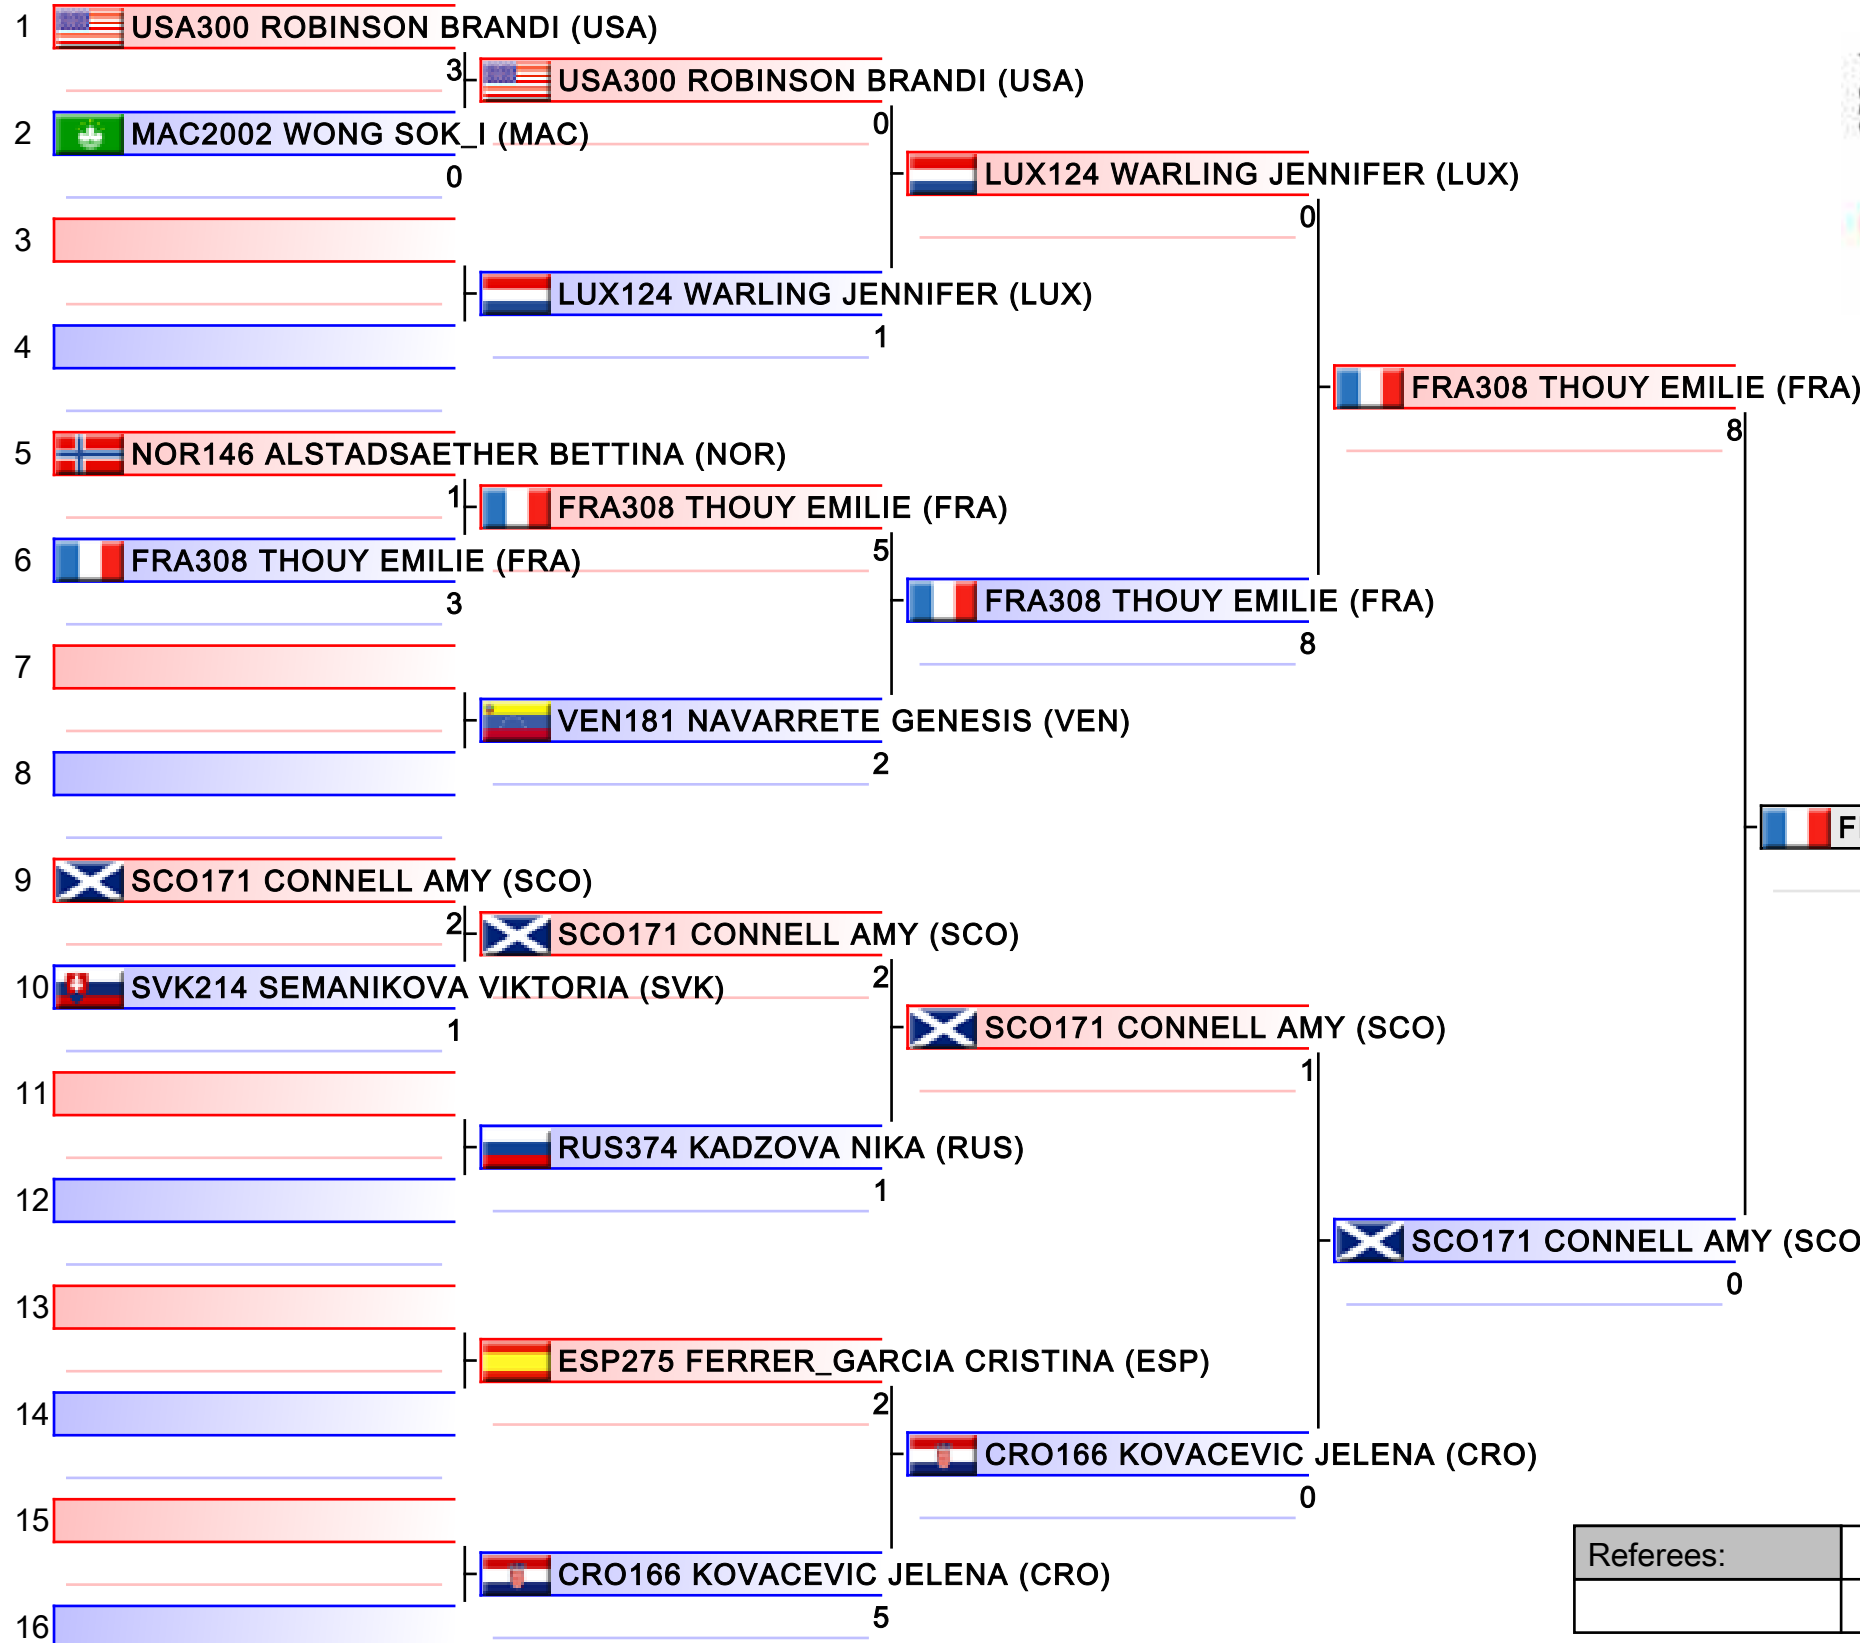 1
USA300 ROBINSON BRANDI (USA)
3
USA300 ROBINSON BRANDI (USA)
0
2
MAC2002 WONG SOK_I (MAC)
0
LUX124 WARLING JENNIFER (LUX)
0
3
LUX124 WARLING JENNIFER (LUX)
1
4
FRA308 THOUY EMILIE (FRA)
8
5
NOR146 ALSTADSAETHER BETTINA (NOR)
1
FRA308 THOUY EMILIE (FRA)
5
6
FRA308 THOUY EMILIE (FRA)
3
FRA308 THOUY EMILIE (FRA)
8
7
VEN181 NAVARRETE GENESIS (VEN)
2
8
F
9
SCO171 CONNELL AMY (SCO)
2
SCO171 CONNELL AMY (SCO)
2
10
SVK214 SEMANIKOVA VIKTORIA (SVK)
1
SCO171 CONNELL AMY (SCO)
1
11
RUS374 KADZOVA NIKA (RUS)
1
12
SCO171 CONNELL AMY (SCO
0
13
ESP275 FERRER_GARCIA CRISTINA (ESP)
2
14
CRO166 KOVACEVIC JELENA (CRO)
0
15
CRO166 KOVACEVIC JELENA (CRO)
5
16
Referees: